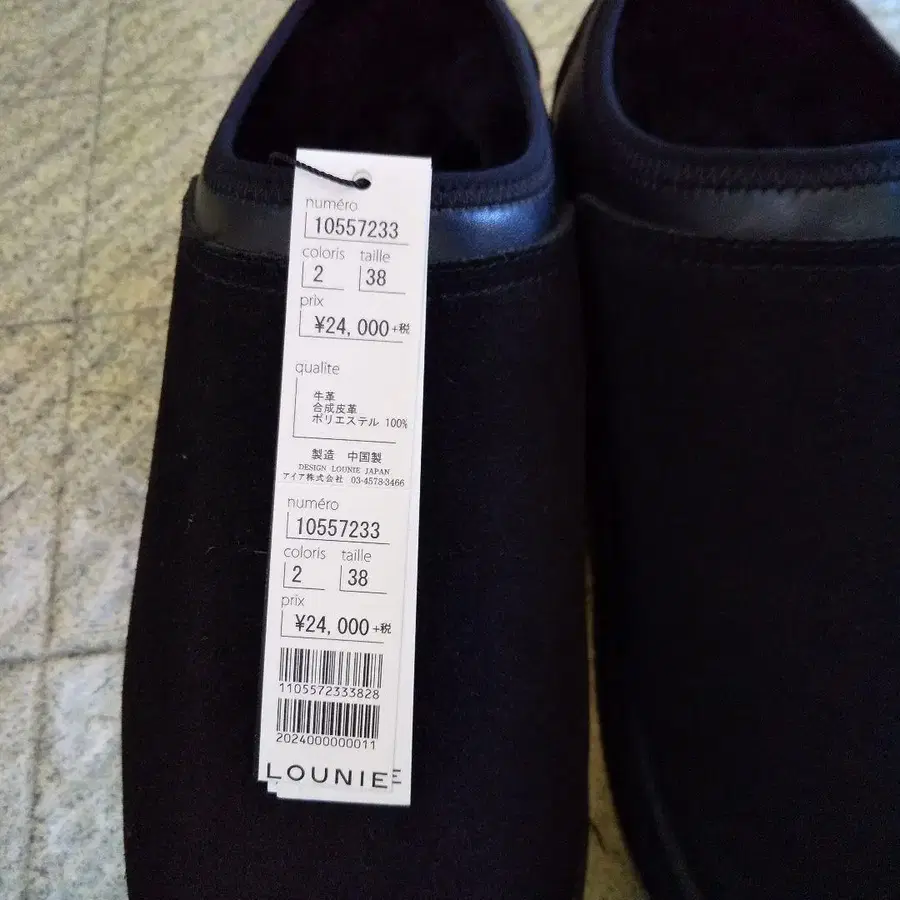 numéro
10557233
coloris taille
2 38
prix
¥24,000+税
qualite
牛革
合成皮革
ポリエステル 100%
製造 中国製
DESIGN LOUNIE JAPAN
アイア株式会社 03-4578-3466
numéro
10557233
coloris taille
2 38
prix
¥24,000+税
1105572333828
2024000000011
LOUNIE
E